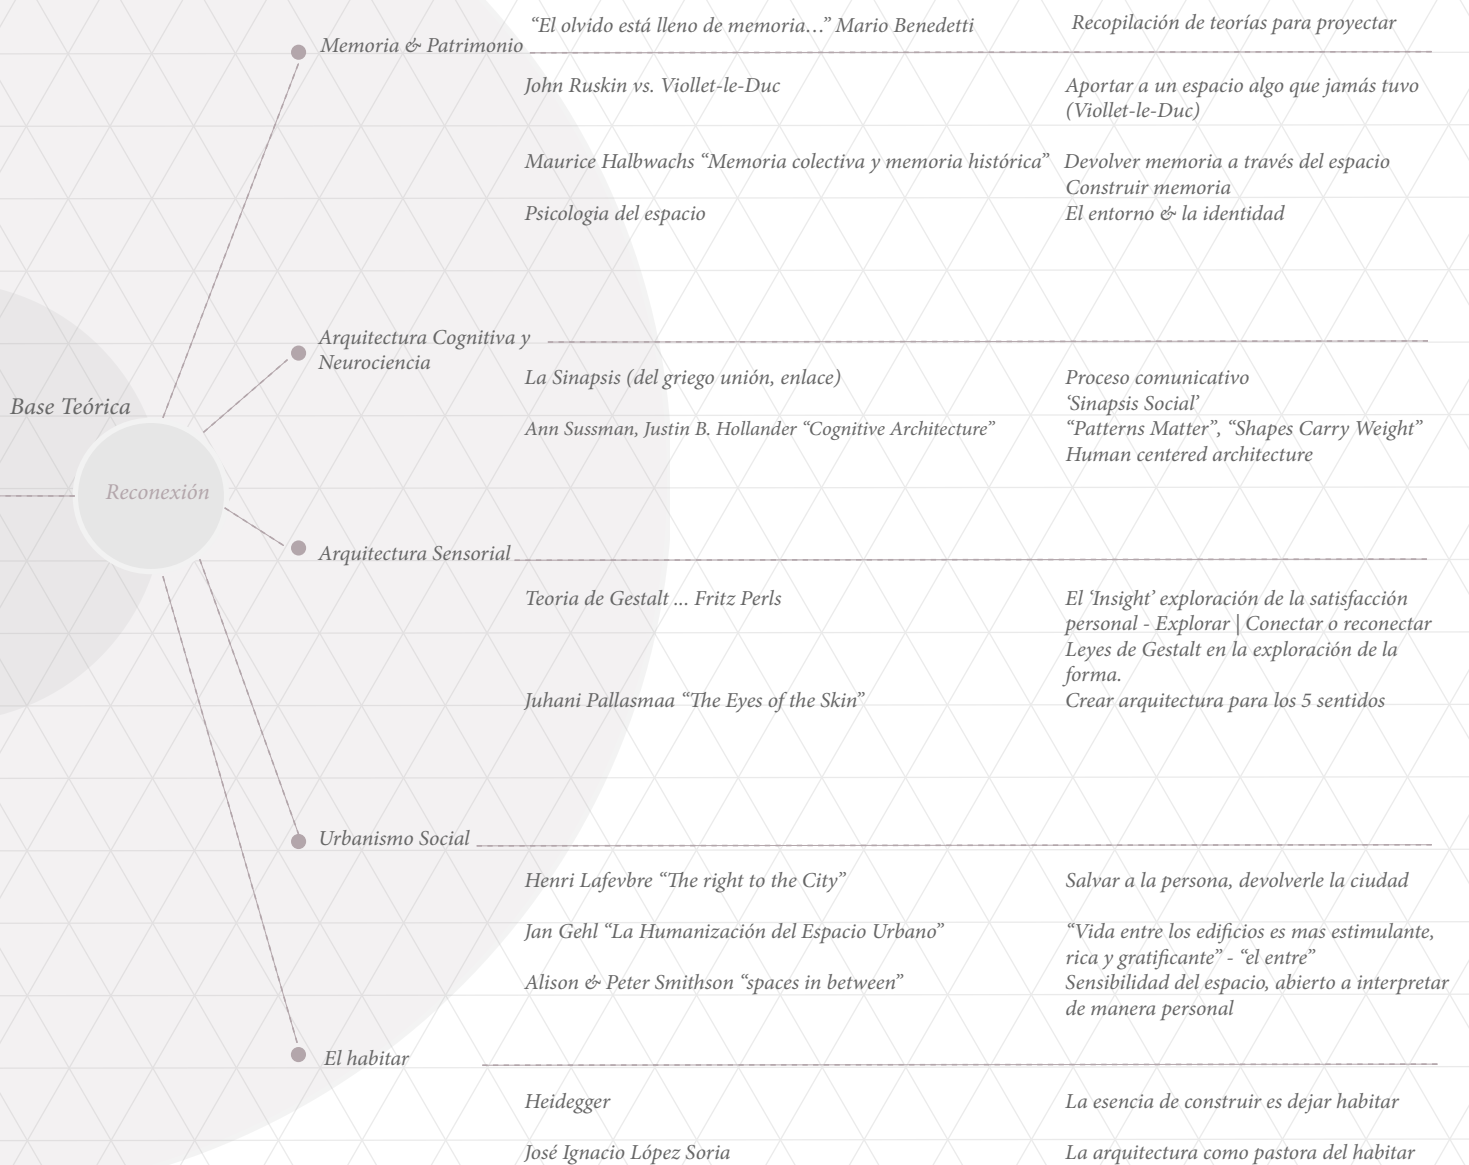 “El olvido está lleno de memoria…” Mario Benedetti
Recopilación de teorías para proyectar
Memoria & Patrimonio
John Ruskin vs. Viollet-le-Duc
Aportar a un espacio algo que jamás tuvo
(Viollet-le-Duc)
Maurice Halbwachs “Memoria colectiva y memoria histórica”
Devolver memoria a través del espacio
Construir memoria
Psicologia del espacio
El entorno & la identidad
Arquitectura Cognitiva y
Neurociencia
La Sinapsis (del griego unión, enlace)
Proceso comunicativo
‘Sinapsis Social’
Base Teórica
Ann Sussman, Justin B. Hollander “Cognitive Architecture”
“Patterns Matter”, “Shapes Carry Weight”
Human centered architecture
Reconexión
Arquitectura Sensorial
Teoria de Gestalt ... Fritz Perls
El ‘Insight’ exploración de la satisfacción
personal - Explorar | Conectar o reconectar
Leyes de Gestalt en la exploración de la
forma.
Juhani Pallasmaa “The Eyes of the Skin”
Crear arquitectura para los 5 sentidos
Urbanismo Social
Henri Lafevbre “The right to the City”
Salvar a la persona, devolverle la ciudad
Jan Gehl “La Humanización del Espacio Urbano”
“Vida entre los edificios es mas estimulante,
rica y gratificante” - “el entre”
Alison & Peter Smithson “spaces in between”
Sensibilidad del espacio, abierto a interpretar
de manera personal
El habitar
Heidegger
La esencia de construir es dejar habitar
José Ignacio López Soria
La arquitectura como pastora del habitar